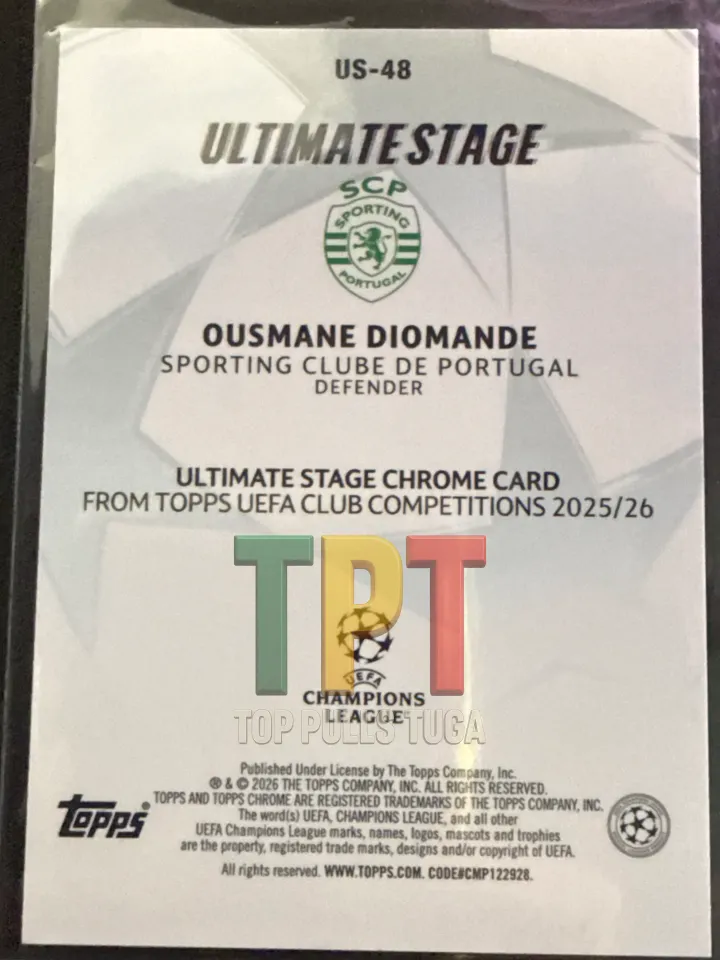 US-48
ULTIMATE STAGE
SCP
SPORTING
PORTUGAL
OUSMANE DIOMANDE
SPORTING CLUBE DE PORTUGAL
DEFENDER
ULTIMATE STAGE CHROME CARD
FROM TOPPS UEFA CLUB COMPETITIONS 2025/26
TPT
UEFA
CHAMPIONS
LEAGUE
TOP PULLS TUGA
Published Under License by The Topps Company, Inc.
® & © 2026 THE TOPPS COMPANY, INC. ALL RIGHTS RESERVED.
TOPPS AND TOPPS CHROME ARE REGISTERED TRADEMARKS OF THE TOPPS COMPANY, INC.
The word(s) UEFA, CHAMPIONS LEAGUE, and all other
UEFA Champions League marks, names, logos, mascots and trophies
are the property, registered trade marks, designs and/or copyright of UEFA.
All rights reserved. WWW.TOPPS.COM. CODE#CMP122928.
topps®